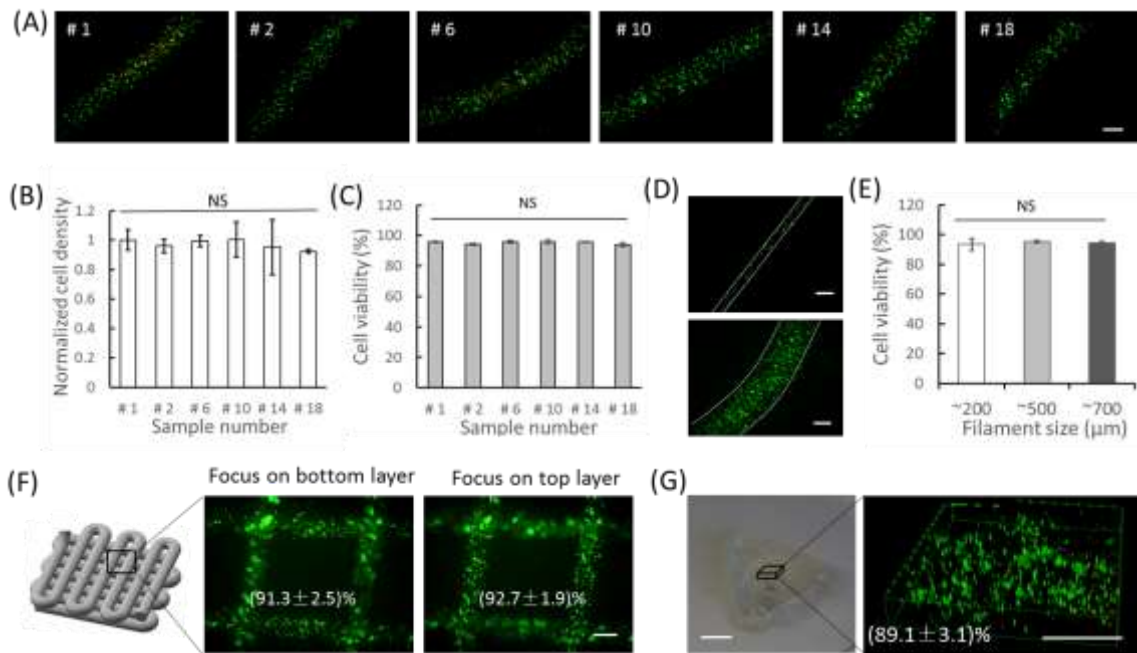 (A)
# 1
# 2
# 6
# 10
# 14
# 18
(B)
NS
Normalized cell density
1.2
1
0.8
0.6
0.4
0.2
0
# 1 # 2 # 6 # 10 # 14 # 18
Sample number
(C)
NS
Cell viability (%)
120
100
80
60
40
20
0
# 1 # 2 # 6 # 10 # 14 # 18
Sample number
(D)
(E)
NS
Cell viability (%)
120
100
80
60
40
20
0
~200 ~500 ~700
Filament size (μm)
(F)
Focus on bottom layer
(91.3±2.5)%
Focus on top layer
(92.7±1.9)%
(G)
(89.1±3.1)%